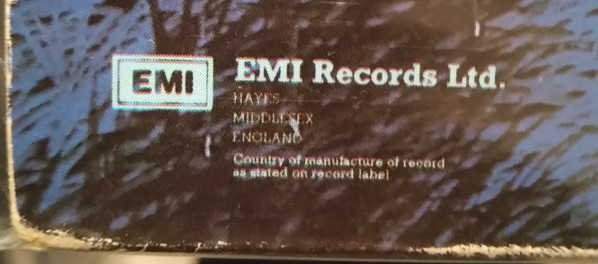 EMI
EMI Records Ltd.
HAYES
MIDDLESEX
ENGLAND
Country of manufacture of record
as stated on record label